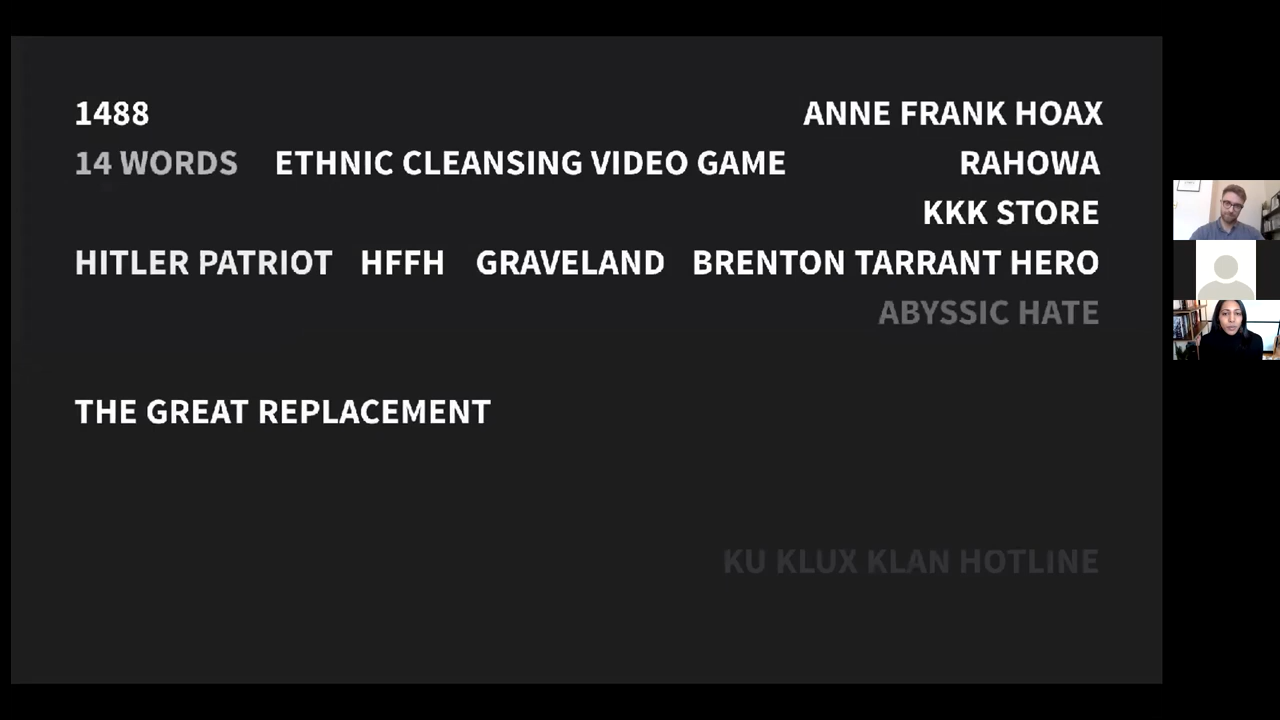 1488 ANNE FRANK HOAX
14 WORDS ETHNIC CLEANSING VIDEO GAME RAHOWA
KKK STORE
HITLER PATRIOT HFFH GRAVELAND BRENTON TARRANT HERO
ABYSSIC HATE
THE GREAT REPLACEMENT
KU KLUX KLAN HOTLINE